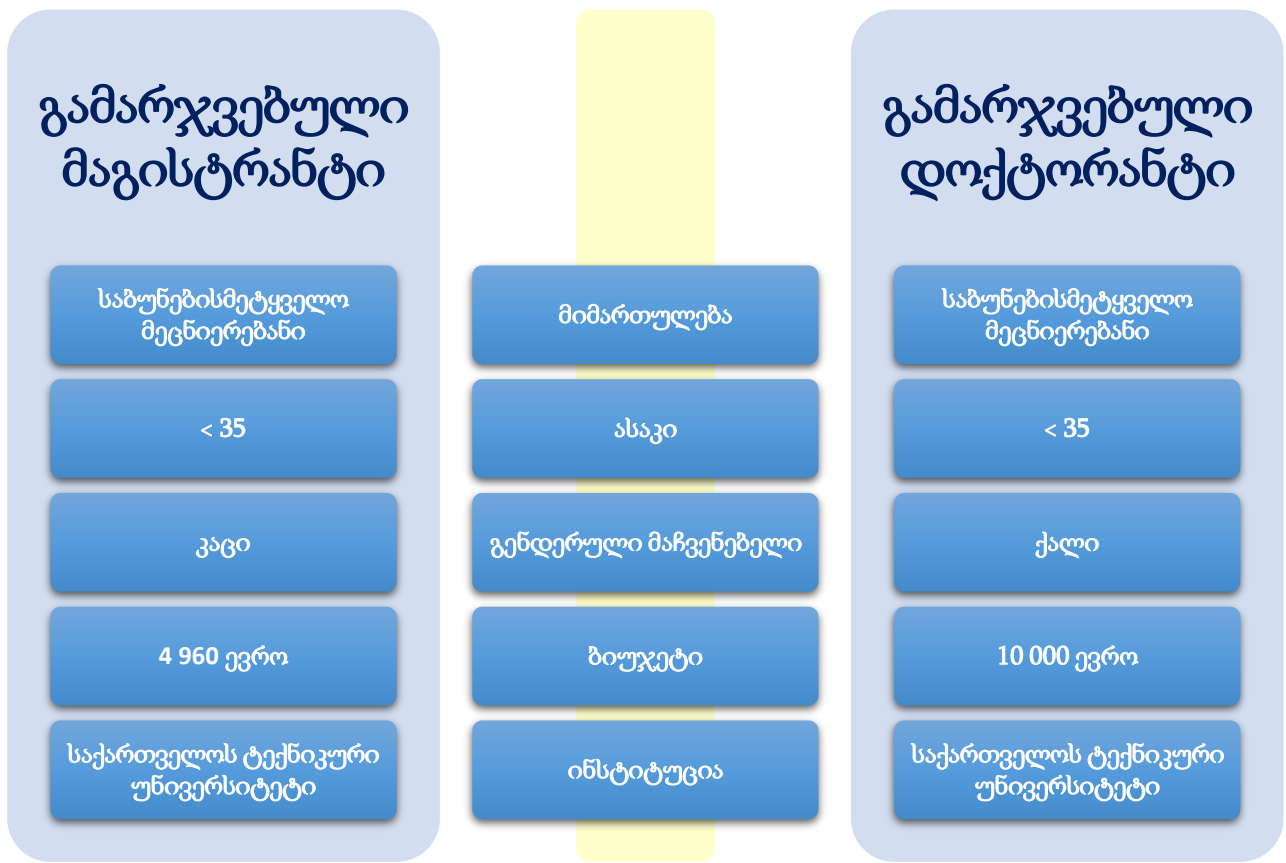 გამარჯვებული
მაგისტრანტი
საბუნებისმეტყველო
მეცნიერებანი
< 35
კაცი
4 960 ევრო
საქართველოს ტექნიკური
უნივერსიტეტი
მიმართულება
ასაკი
გენდერული მაჩვენებელი
ბიუჯეტი
ინსტიტუცია
გამარჯვებული
დოქტორანტი
საბუნებისმეტყველო
მეცნიერებანი
< 35
ქალი
10 000 ევრო
საქართველოს ტექნიკური
უნივერსიტეტი